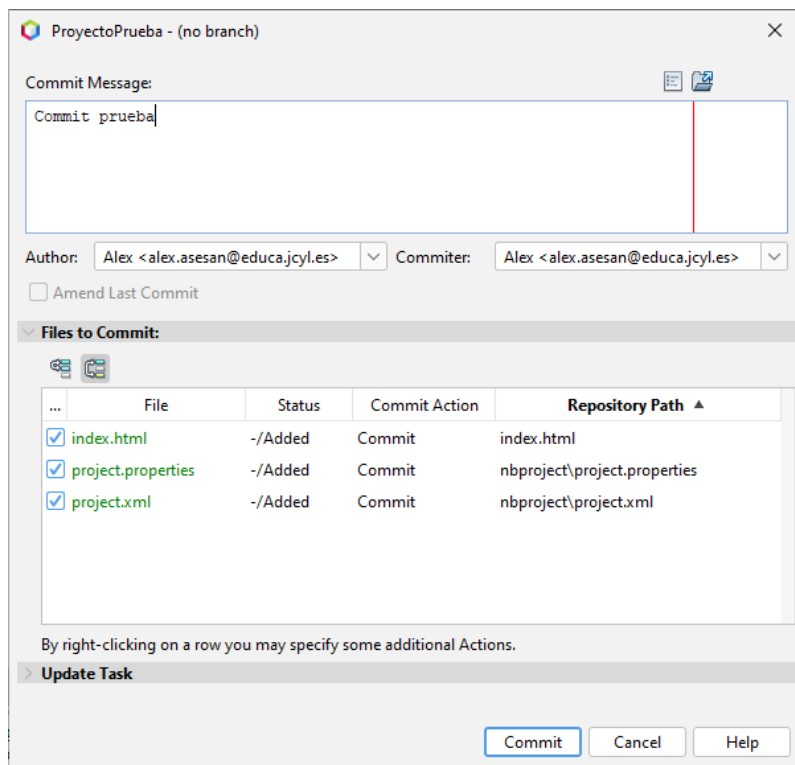 ProyectoPrueba - (no branch)
Commit Message:
Commit prueba
Author: Alex <alex.asesan@educa.jcyl.es> Commiter: Alex <alex.asesan@educa.jcyl.es>
Amend Last Commit
Files to Commit:
... File Status Commit Action Repository Path
index.html -/Added Commit index.html
project.properties -/Added Commit nbproject\project.properties
project.xml -/Added Commit nbproject\project.xml
By right-clicking on a row you may specify some additional Actions.
Update Task
Commit Cancel Help